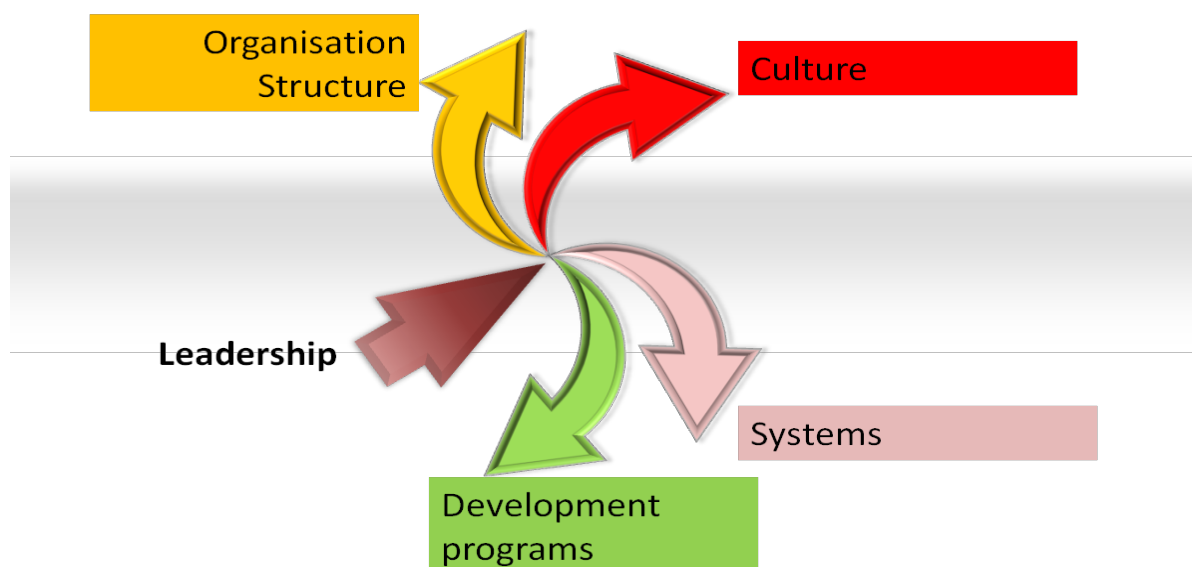 Organisation
Structure
Culture
Leadership
Systems
Development
programs